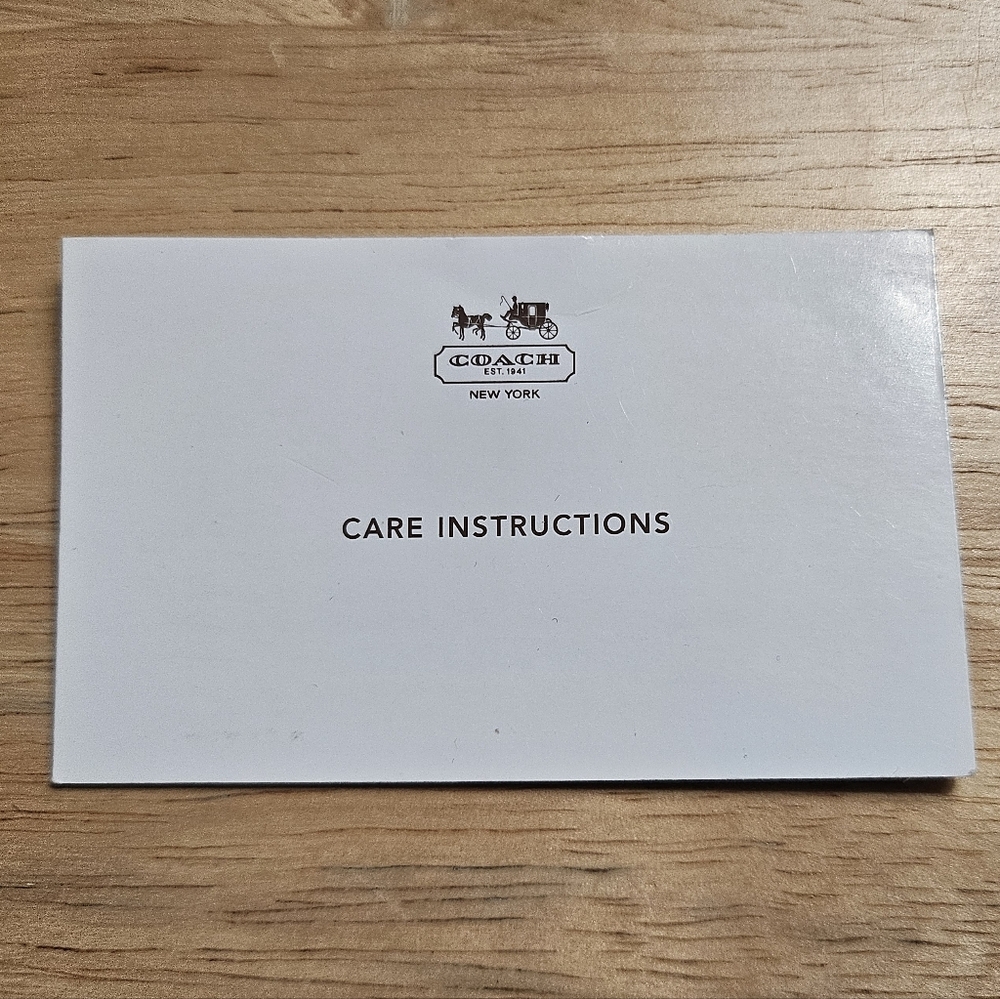 COACH
EST. 1941
NEW YORK
CARE INSTRUCTIONS